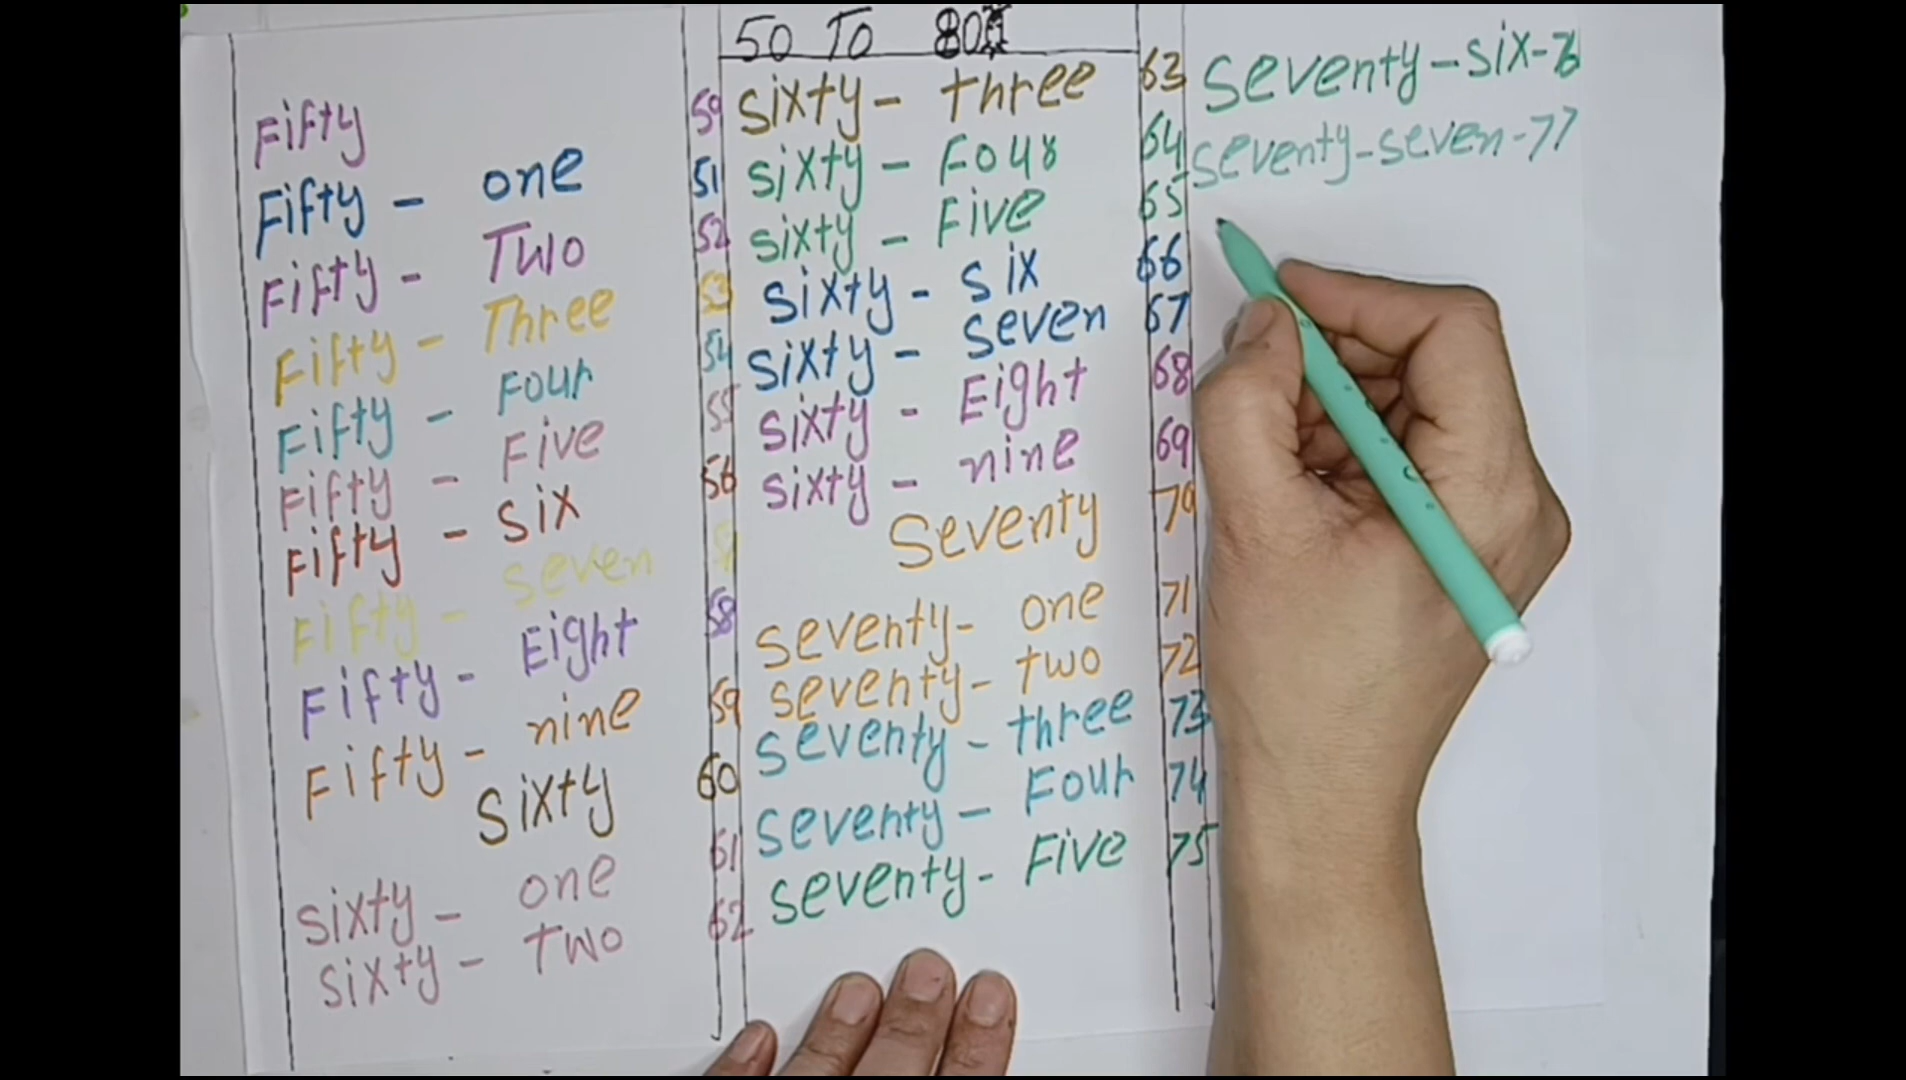 50 TO 80
Fifty 50
Fifty - one 51
Fifty - Two 52
Fifty - Three 53
Fifty - Four 54
Fifty - Five 55
Fifty - six 56
Fifty - seven
Fifty - Eight 58
Fifty - nine 59
Sixty 60
sixty - one 61
sixty - Two 62
sixty - three 63
sixty - Four 64
sixty - Five 65
sixty - six 66
sixty - seven 67
sixty - Eight 68
sixty - nine 69
Seventy 70
seventy - one 71
seventy - two 72
seventy - three 73
seventy - Four 74
seventy - Five 75
seventy - six - 76
seventy - seven - 77